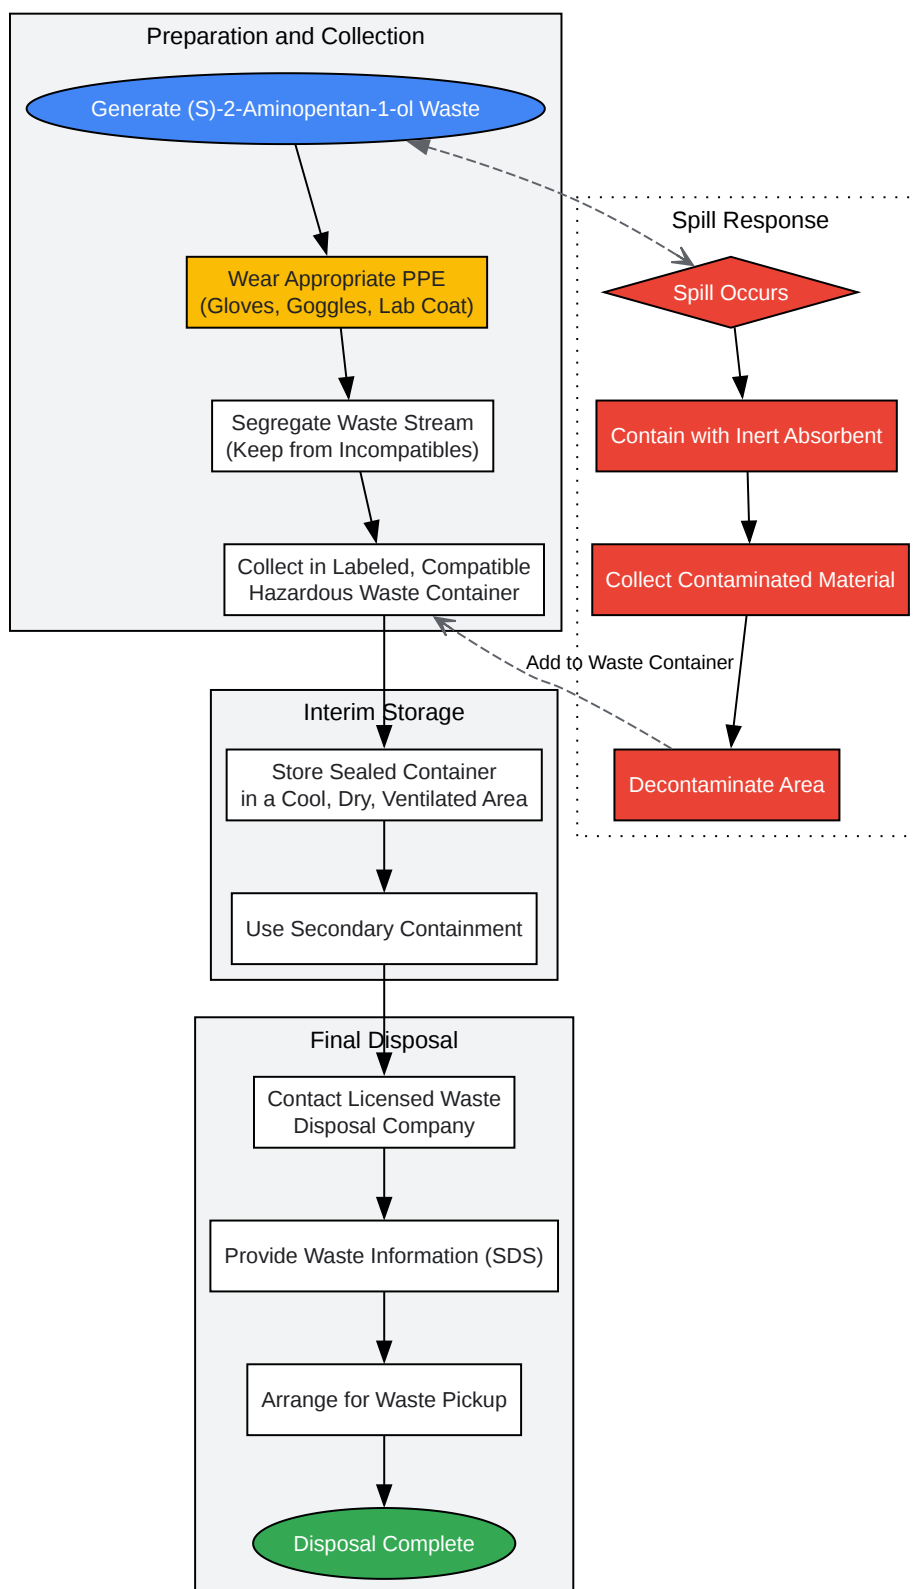 Preparation and Collection
Generate (S)-2-Aminopentan-1-ol Waste
Wear Appropriate PPE
(Gloves, Goggles, Lab Coat)
Segregate Waste Stream
(Keep from Incompatibles)
Collect in Labeled, Compatible
Hazardous Waste Container
Spill Response
Spill Occurs
Contain with Inert Absorbent
Collect Contaminated Material
Add to Waste Container
Decontaminate Area
Interim Storage
Store Sealed Container
in a Cool, Dry, Ventilated Area
Use Secondary Containment
Final Disposal
Contact Licensed Waste
Disposal Company
Provide Waste Information (SDS)
Arrange for Waste Pickup
Disposal Complete